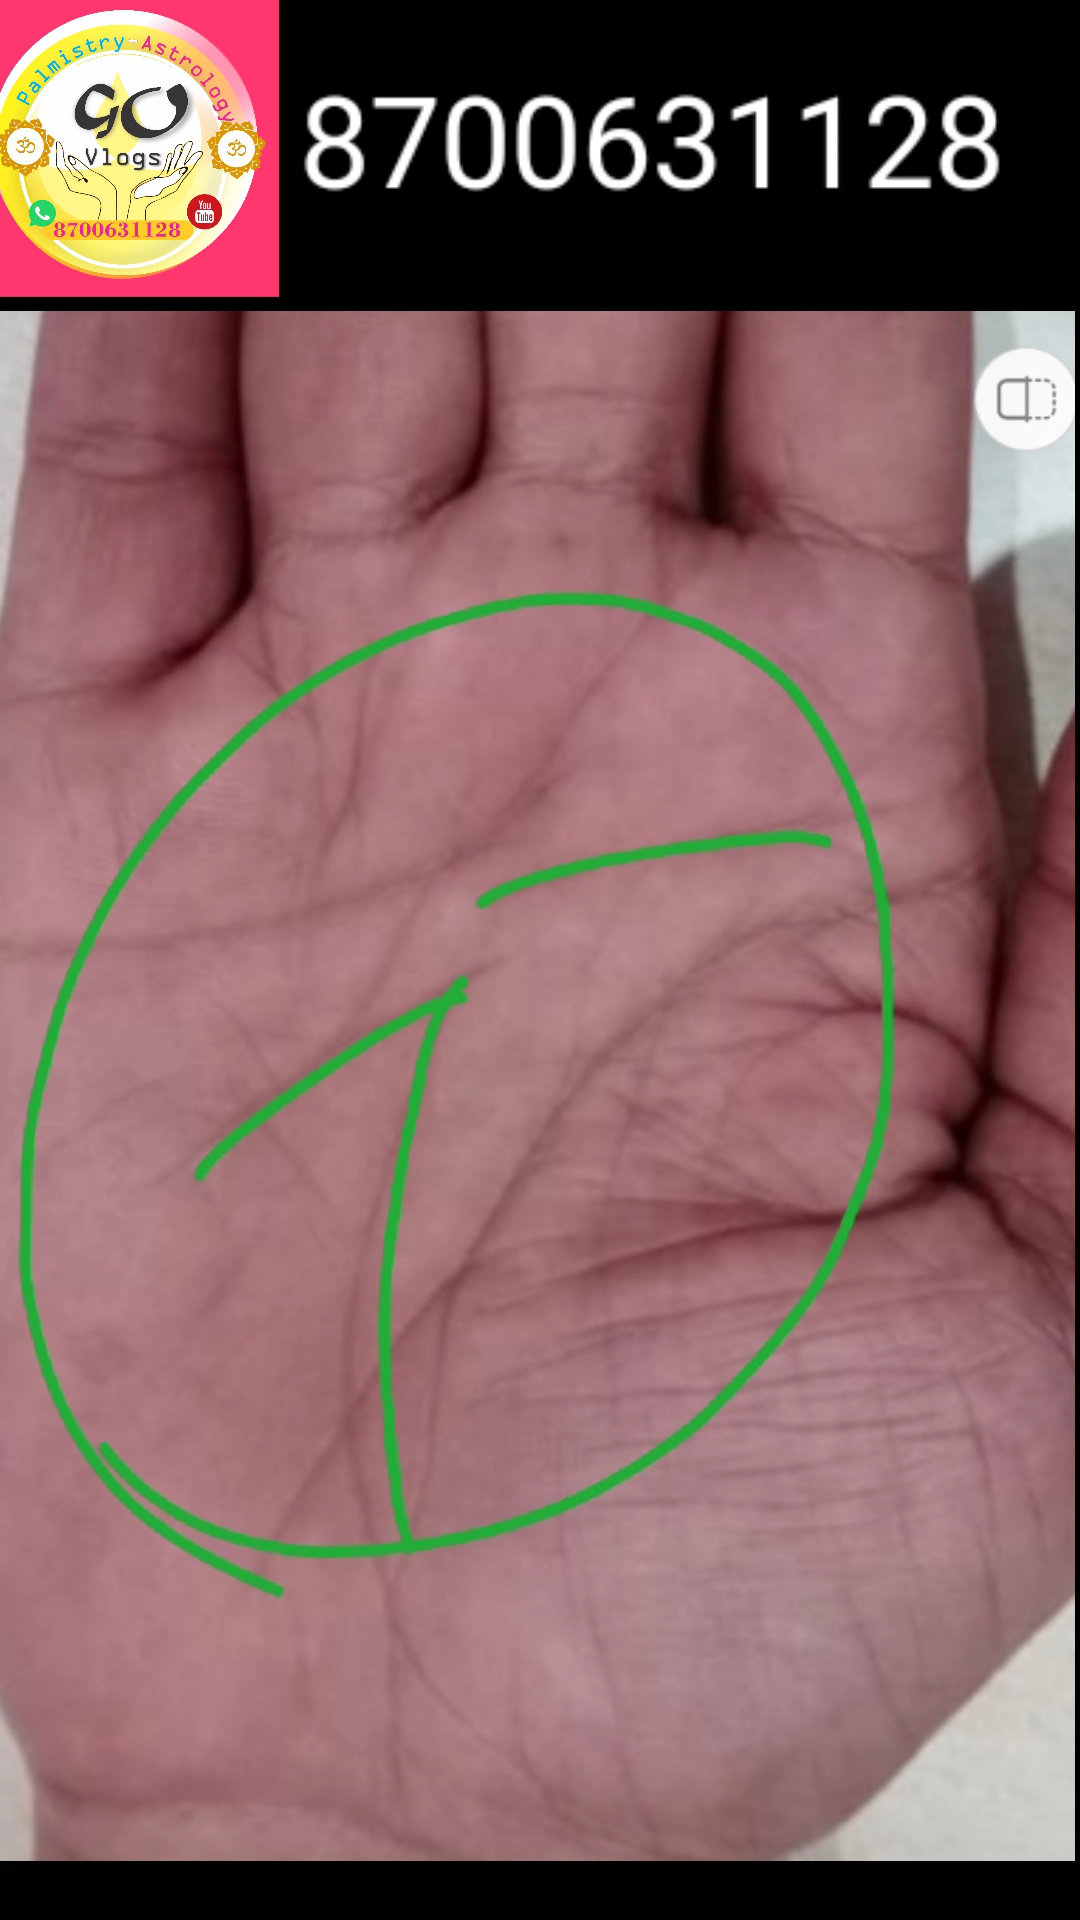 Palmistry-Astrology
GO
Vlogs
ॐ
ॐ
You
Tube
8700631128
8700631128